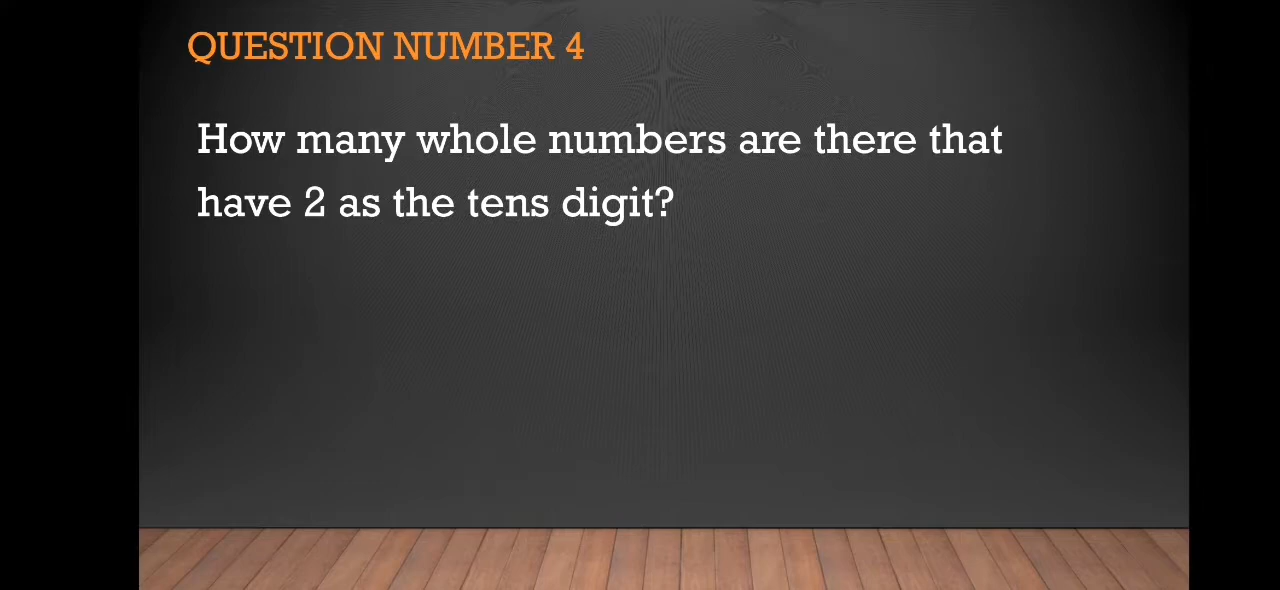 QUESTION NUMBER 4
How many whole numbers are there that
have 2 as the tens digit?